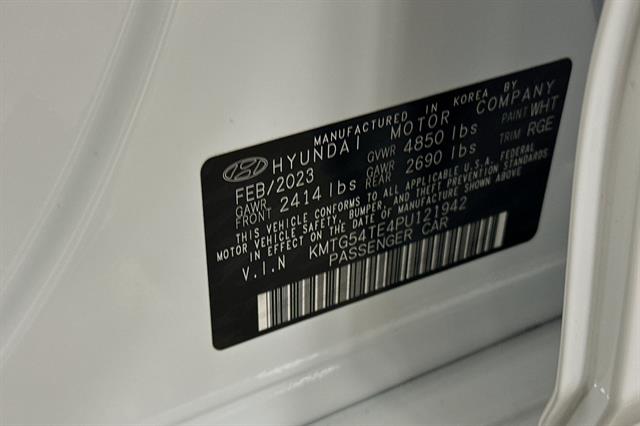 MANUFACTURED IN KOREA BY
HYUNDAI MOTOR COMPANY
FEB/2023 GVWR 4850 lbs PAINT WHT
GAWR FRONT 2414 lbs GAWR REAR 2690 lbs TRIM RGE
THIS VEHICLE CONFORMS TO ALL APPLICABLE U.S.A. FEDERAL
MOTOR VEHICLE SAFETY, BUMPER, AND THEFT PREVENTION STANDARDS
IN EFFECT ON THE DATE OF MANUFACTURE SHOWN ABOVE.
V.I.N KMTG54TE4PU121942
PASSENGER CAR